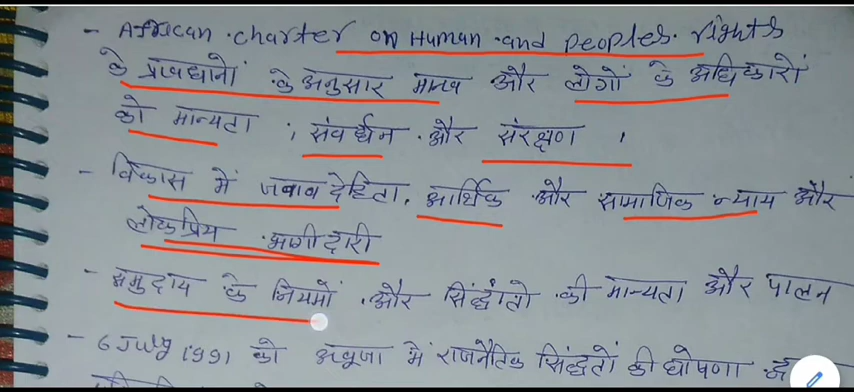 - African charter on Human and peoples rights
के प्रावधानों के अनुसार मानव और लोगों के अधिकारों
को मान्यता , संवर्धन और संरक्षण ,
- विकास में जवाब देहिता, आर्थिक और सामाजिक न्याय और
लोकप्रिय भागीदारी
- समुदाय के नियमों और सिद्धांतो की मान्यता और पालन
- 6 July 1991 को अबूजा में राजनैतिक सिद्धतों की घोषणा